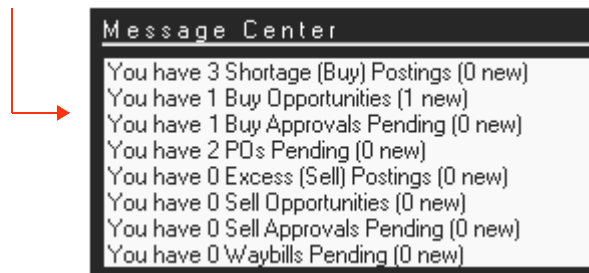 Message Center
You have 3 Shortage (Buy) Postings (0 new)
You have 1 Buy Opportunities (1 new)
You have 1 Buy Approvals Pending (0 new)
You have 2 POs Pending (0 new)
You have 0 Excess (Sell) Postings (0 new)
You have 0 Sell Opportunities (0 new)
You have 0 Sell Approvals Pending (0 new)
You have 0 Waybills Pending (0 new)